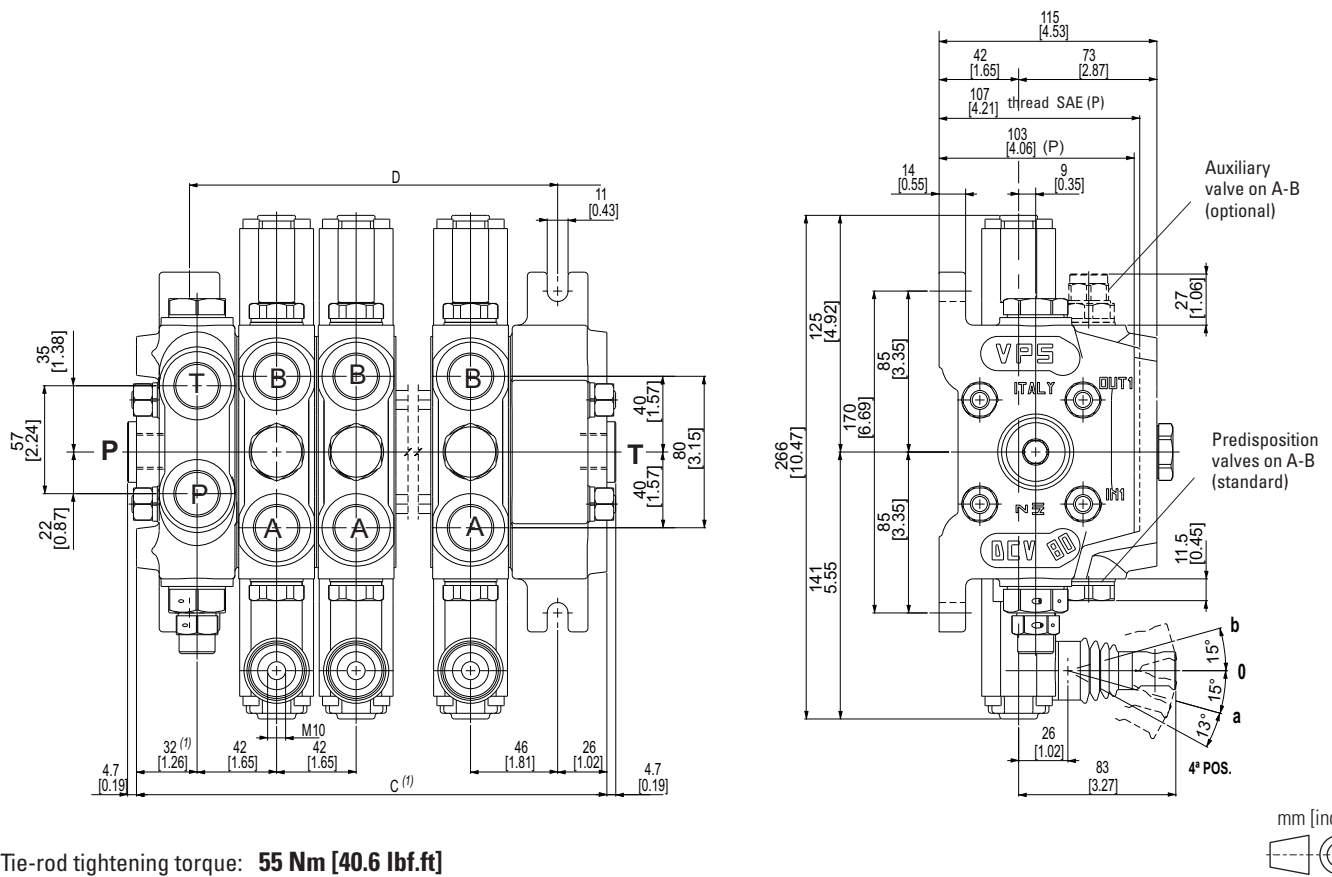 115
[4.53]
42
[1.65]
73
[2.87]
107
[4.21]
thread SAE (P)
103
[4.06] (P)
14
[0.55]
9
[0.35]
Auxiliary
valve on A-B
(optional)
D
11
[0.43]
27
[1.06]
125
[4.92]
85
[3.35]
VPS
ITALY
OUT1
35
[1.38]
T
B
B
B
40
[1.57]
170
[6.69]
57
[2.24]
P
T
80
[3.15]
266
[10.47]
Predisposition
valves on A-B
(standard)
P
40
[1.57]
IN1
22
[0.87]
A
A
A
85
[3.35]
DCV 80
11.5
[0.45]
141
5.55
b
15°
0
15°
a
13°
M10
26
[1.02]
4ª POS.
32 (1)
[1.26]
42
[1.65]
42
[1.65]
46
[1.81]
26
[1.02]
83
[3.27]
4.7
[0.19]
C (1)
4.7
[0.19]
mm
Tie-rod tightening torque: 55 Nm [40.6 lbf.ft]